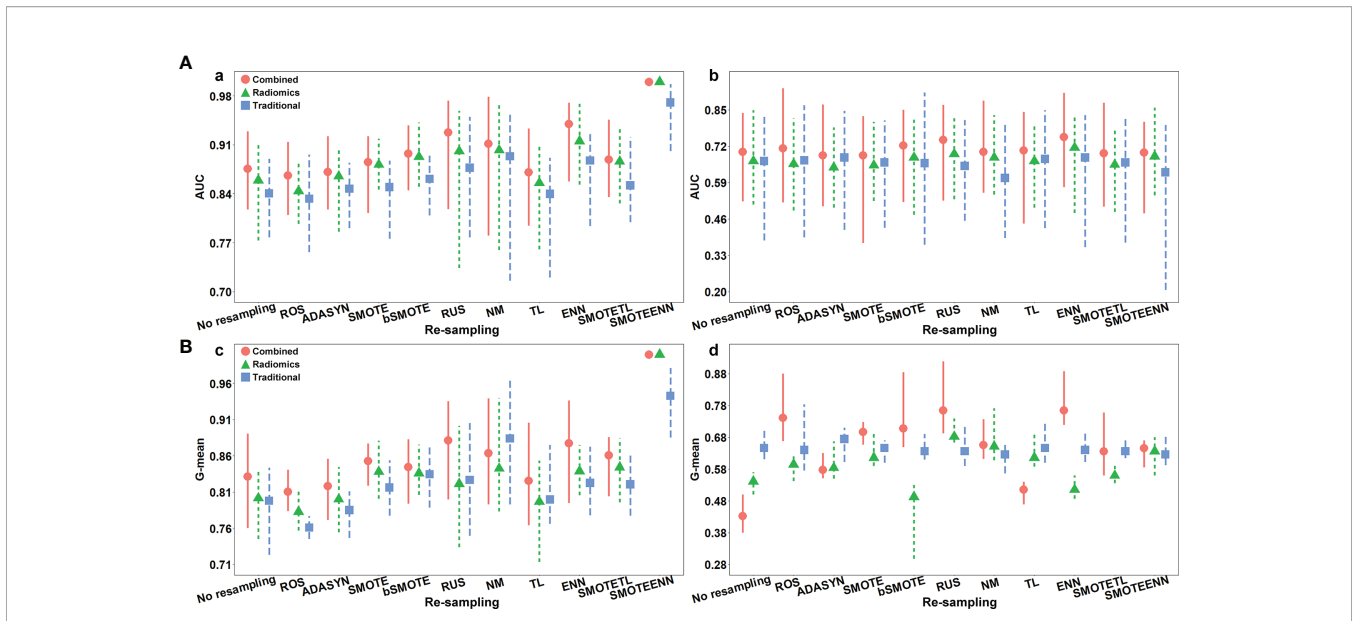 A
a
Combined
Radiomics
Traditional
0.98
0.91
0.84
0.77
0.70
AUC
No resampling
ROS
ADASYN
SMOTE
bSMOTE
RUS
NM
TL
ENN
SMOTETL
SMOTEENN
Re-sampling
b
0.85
0.72
0.59
0.46
0.33
0.20
AUC
No resampling
ROS
ADASYN
SMOTE
bSMOTE
RUS
NM
TL
ENN
SMOTETL
SMOTEENN
Re-sampling
B
c
Combined
Radiomics
Traditional
0.96
0.91
0.86
0.81
0.76
0.71
G-mean
No resampling
ROS
ADASYN
SMOTE
bSMOTE
RUS
NM
TL
ENN
SMOTETL
SMOTEENN
Re-sampling
d
0.88
0.78
0.68
0.58
0.48
0.38
0.28
G-mean
No resampling
ROS
ADASYN
SMOTE
bSMOTE
RUS
NM
TL
ENN
SMOTETL
SMOTEENN
Re-sampling